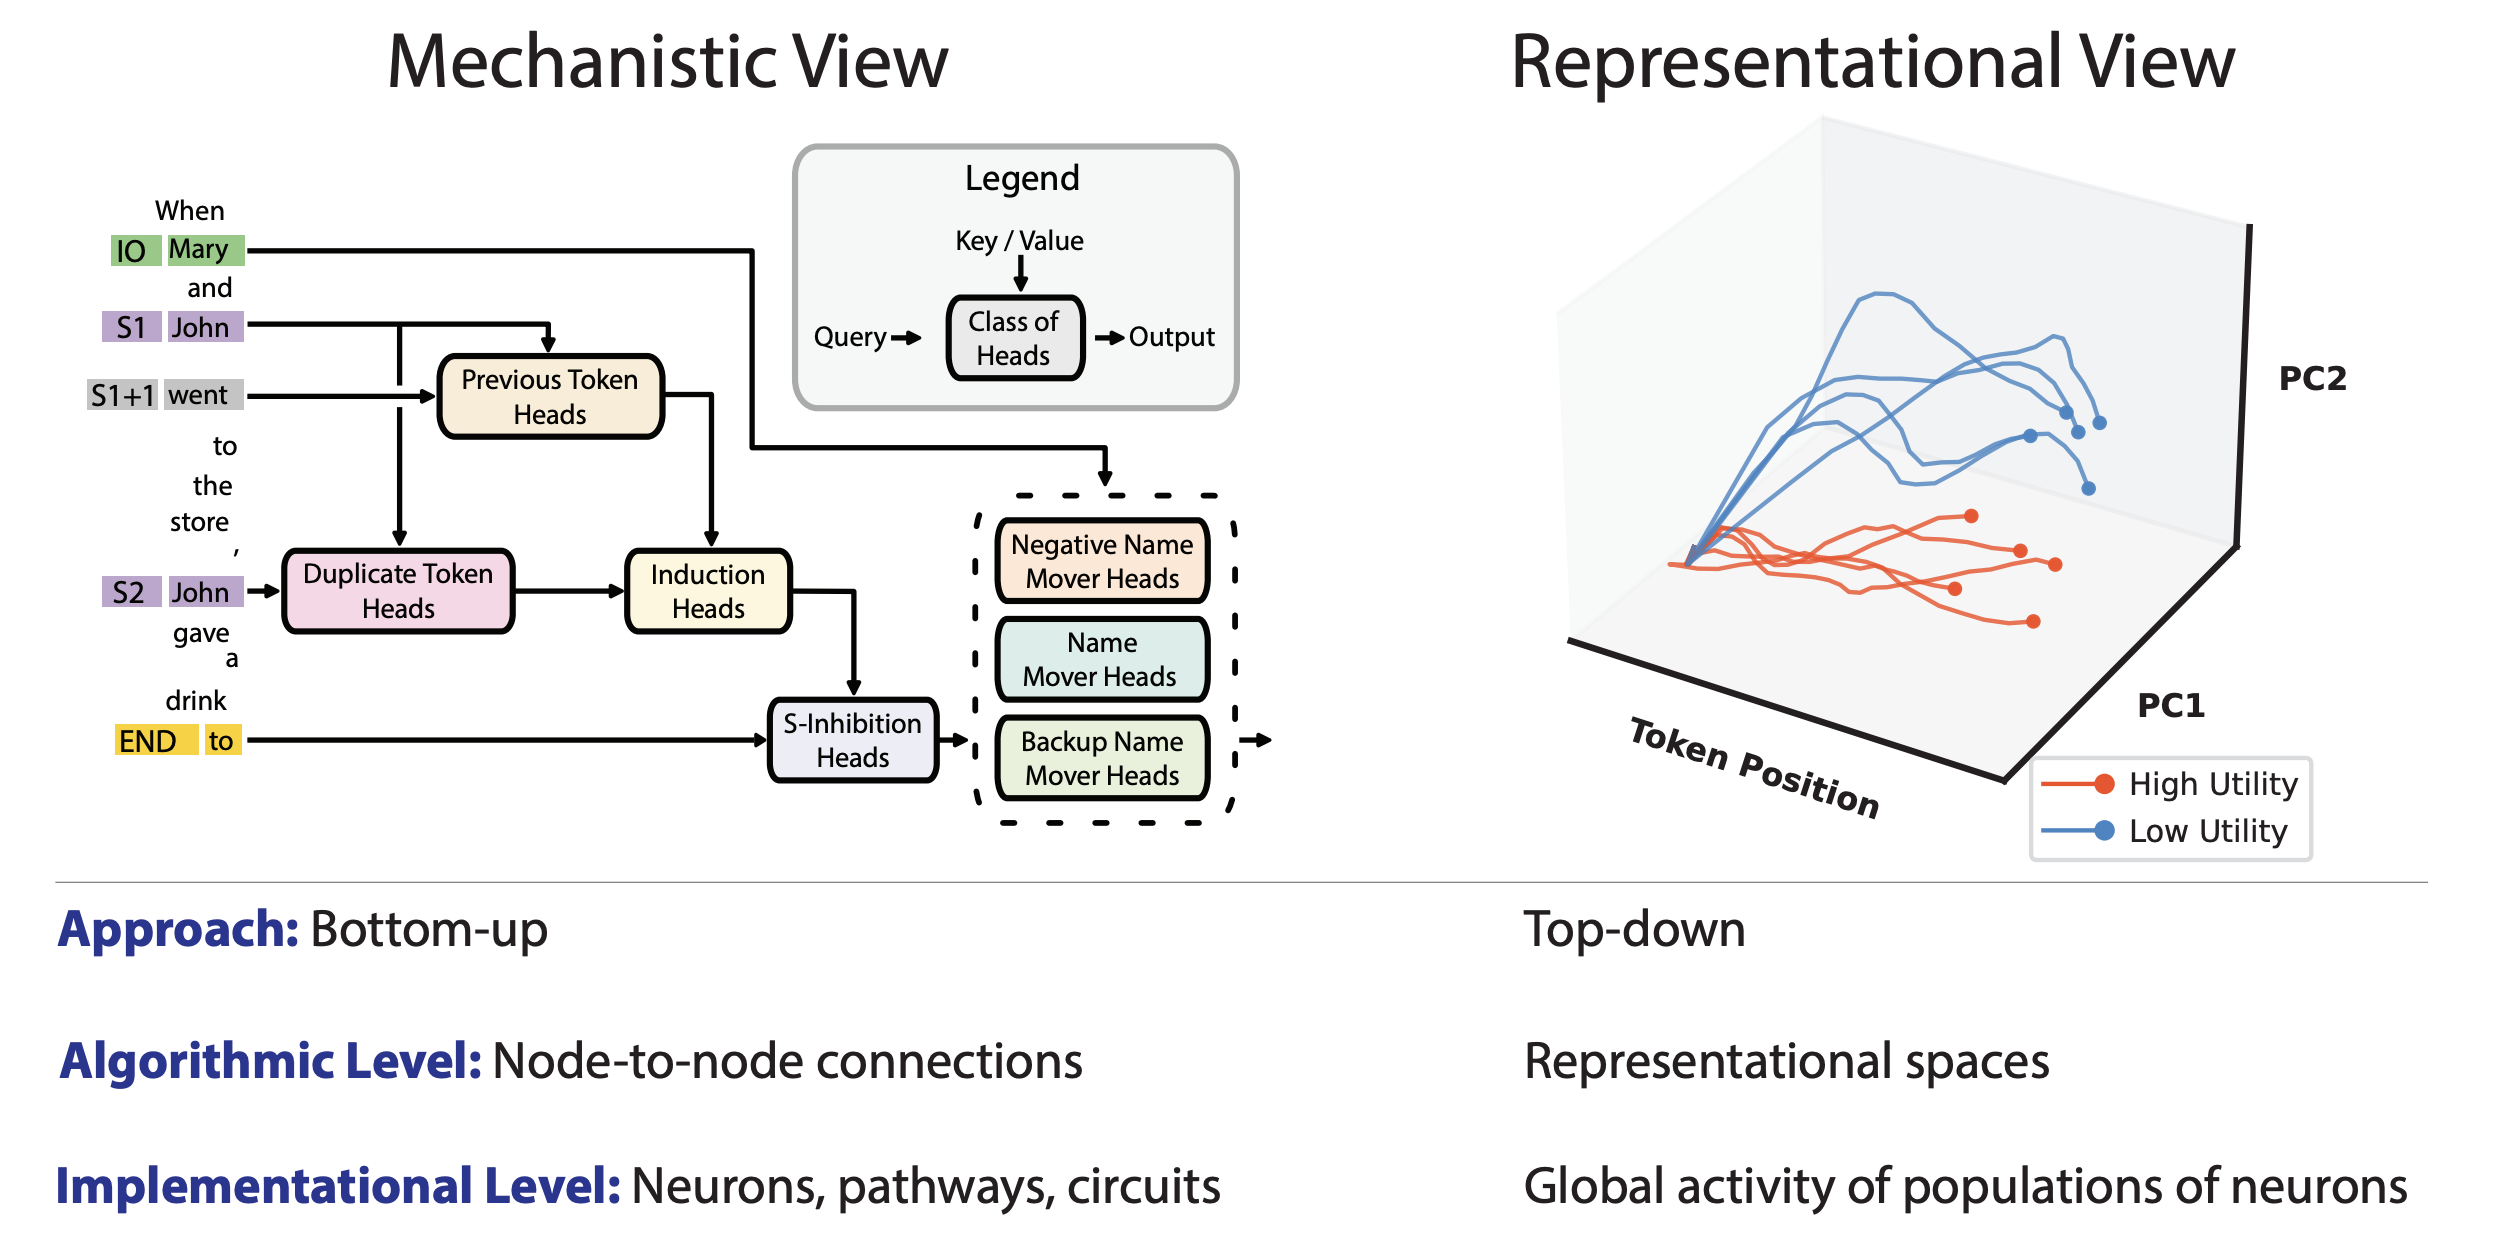 Mechanistic View
When
IO Mary
and
S1 John
S1+1 went
to
the
store
,
S2 John
gave
a
drink
END to
Previous Token
Heads
Duplicate Token
Heads
Induction
Heads
S-Inhibition
Heads
Legend
Key / Value
Query
Class of
Heads
Output
Negative Name
Mover Heads
Name
Mover Heads
Backup Name
Mover Heads
Representational View
PC2
PC1
Token Position
High Utility
Low Utility
Approach: Bottom-up
Top-down
Algorithmic Level: Node-to-node connections
Representational spaces
Implementational Level: Neurons, pathways, circuits
Global activity of populations of neurons